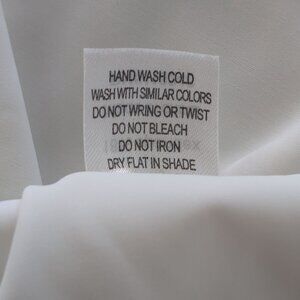 HAND WASH COLD
WASH WITH SIMILAR COLORS
DO NOT WRING OR TWIST
DO NOT BLEACH
DO NOT IRON
DRY FLAT IN SHADE